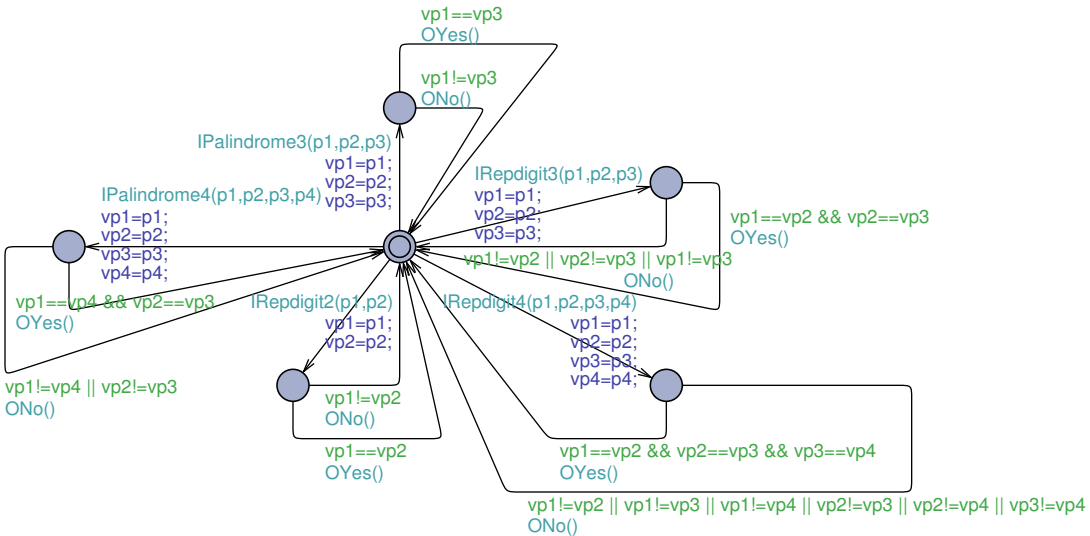 vp1==vp3
OYes()
vp1!=vp3
ONo()
IPalindrome3(p1,p2,p3)
vp1=p1;
vp2=p2;
vp3=p3;
IPalindrome4(p1,p2,p3,p4)
vp1=p1;
vp2=p2;
vp3=p3;
vp4=p4;
IRepdigit3(p1,p2,p3)
vp1=p1;
vp2=p2;
vp3=p3;
vp1==vp2 && vp2==vp3
OYes()
vp1!=vp2 || vp2!=vp3 || vp1!=vp3
ONo()
vp1==vp4 && vp2==vp3
OYes()
vp1!=vp4 || vp2!=vp3
ONo()
IRepdigit2(p1,p2)
vp1=p1;
vp2=p2;
vp1!=vp2
ONo()
vp1==vp2
OYes()
IRepdigit4(p1,p2,p3,p4)
vp1=p1;
vp2=p2;
vp3=p3;
vp4=p4;
vp1==vp2 && vp2==vp3 && vp3==vp4
OYes()
vp1!=vp2 || vp1!=vp3 || vp1!=vp4 || vp2!=vp3 || vp2!=vp4 || vp3!=vp4
ONo()